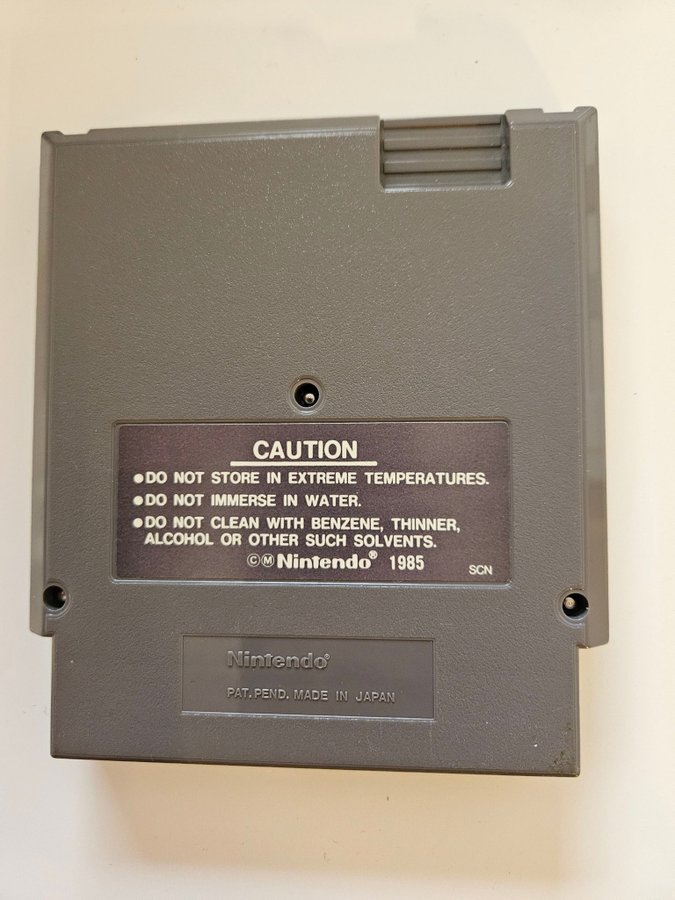 CAUTION
●DO NOT STORE IN EXTREME TEMPERATURES.
●DO NOT IMMERSE IN WATER.
●DO NOT CLEAN WITH BENZENE, THINNER,
ALCOHOL OR OTHER SUCH SOLVENTS.
©Ⓜ Nintendo® 1985
SCN
Nintendo®
PAT. PEND. MADE IN JAPAN